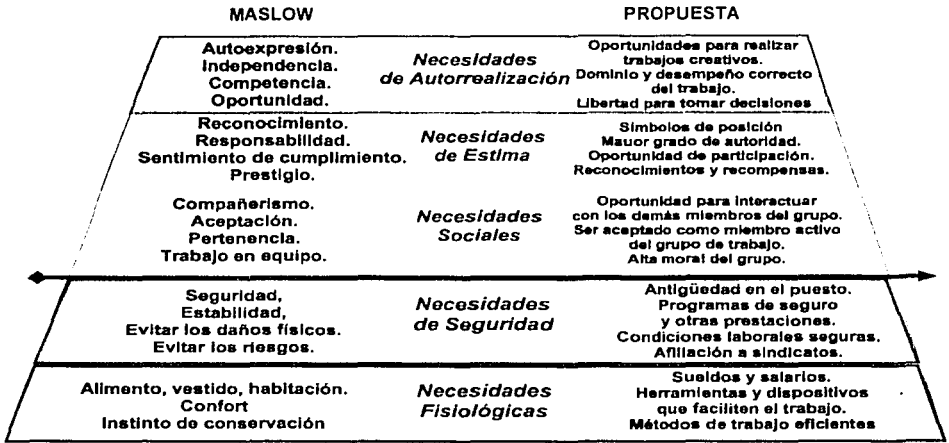 MASLOW
PROPUESTA
Autoexpresión.
Independencia.
Competencia.
Oportunidad.
Necesidades
de Autorrealización
Oportunidades para realizar
trabajos creativos.
Dominio y desempeño correcto
del trabajo.
Libertad para tomar decisiones
Reconocimiento.
Responsabilidad.
Sentimiento de cumplimiento.
Prestigio.
Necesidades
de Estima
Símbolos de posición
Mauor grado de autoridad.
Oportunidad de participación.
Reconocimientos y recompensas.
Compañerismo.
Aceptación.
Pertenencia.
Trabajo en equipo.
Necesidades
Sociales
Oportunidad para interactuar
con los demás miembros del grupo.
Ser aceptado como miembro activo
del grupo de trabajo.
Alta moral del grupo.
Seguridad,
Estabilidad,
Evitar los daños físicos.
Evitar los riesgos.
Necesidades
de Seguridad
Antigüedad en el puesto.
Programas de seguro
y otras prestaciones.
Condiciones laborales seguras.
Afiliación a sindicatos.
Alimento, vestido, habitación.
Confort
Instinto de conservación
Necesidades
Fisiológicas
Sueldos y salarios.
Herramientas y dispositivos
que faciliten el trabajo.
Métodos de trabajo eficientes